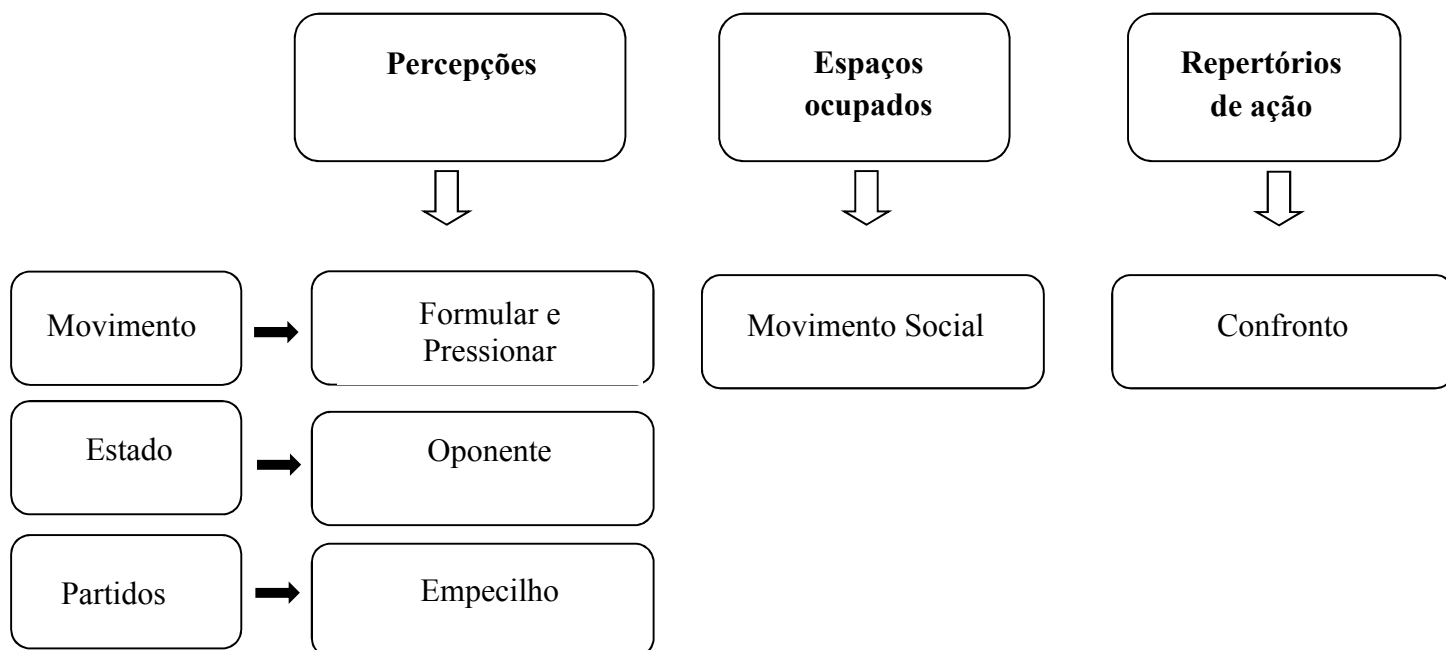 Percepções
Espaços
ocupados
Repertórios
de ação
Movimento
Formular e
Pressionar
Movimento Social
Confronto
Estado
Oponente
Partidos
Empecilho